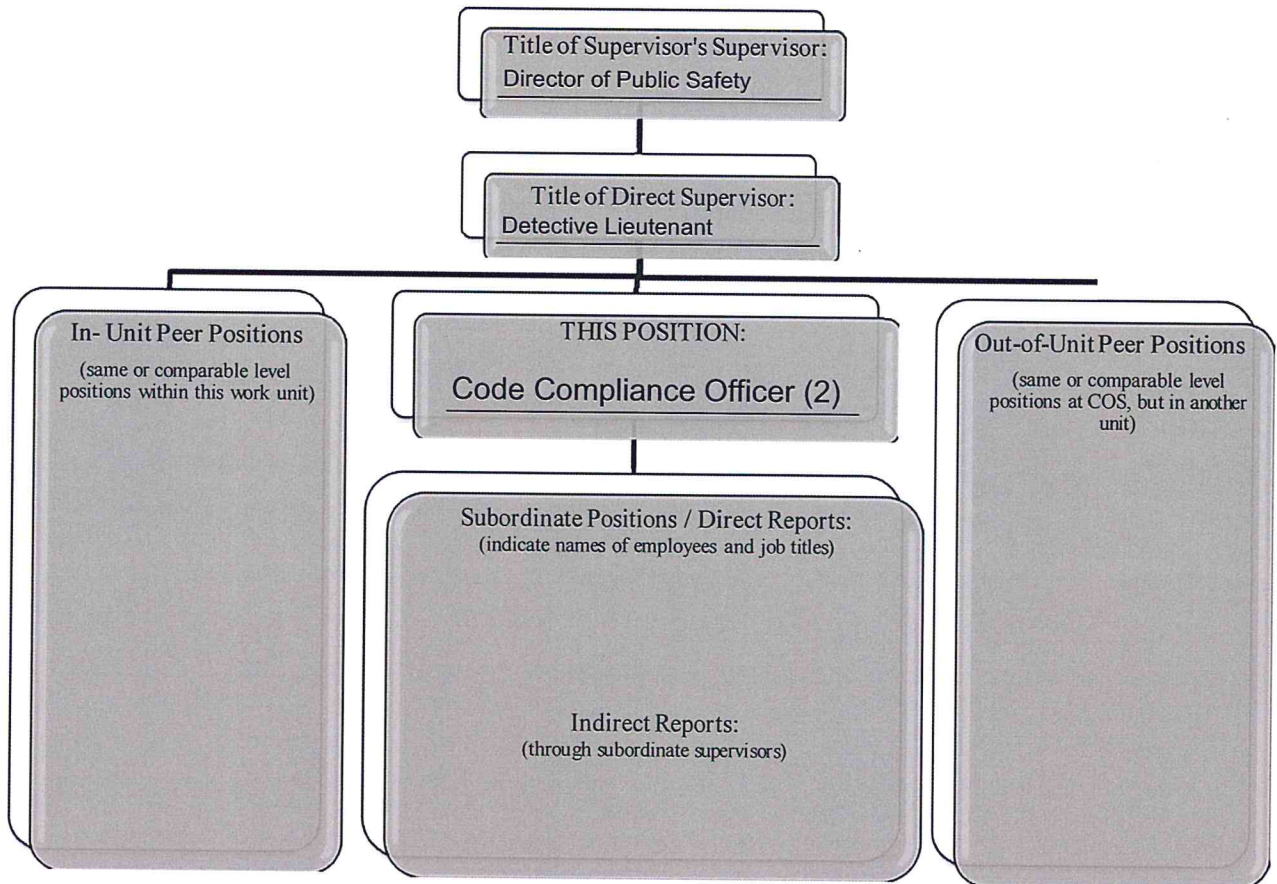 Title of Supervisor's Supervisor:
Director of Public Safety
Title of Direct Supervisor:
Detective Lieutenant
In- Unit Peer Positions
(same or comparable level
positions within this work unit)
THIS POSITION:
Code Compliance Officer (2)
Out-of-Unit Peer Positions
(same or comparable level
positions at COS, but in another
unit)
Subordinate Positions / Direct Reports:
(indicate names of employees and job titles)
Indirect Reports:
(through subordinate supervisors)